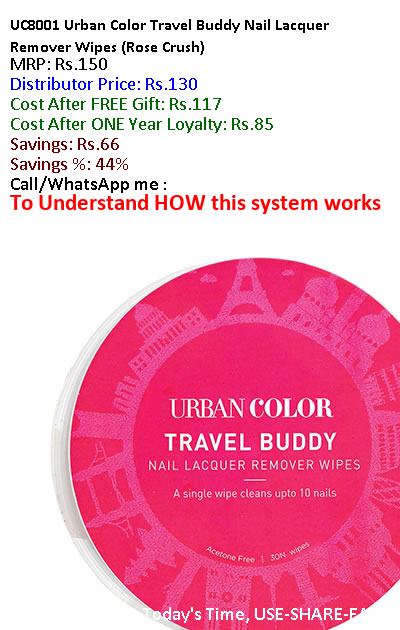 UC8001 Urban Color Travel Buddy Nail Lacquer
Remover Wipes (Rose Crush)
MRP: Rs.150
Distributor Price: Rs.130
Cost After FREE Gift: Rs.117
Cost After ONE Year Loyalty: Rs.85
Savings: Rs.66
Savings %: 44%
Call/WhatsApp me :
To Understand HOW this system works
URBAN COLOR
TRAVEL BUDDY
NAIL LACQUER REMOVER WIPES
A single wipe cleans upto 10 nails
Acetone Free | 30N wipes
Today's Time, USE-SHARE-EA